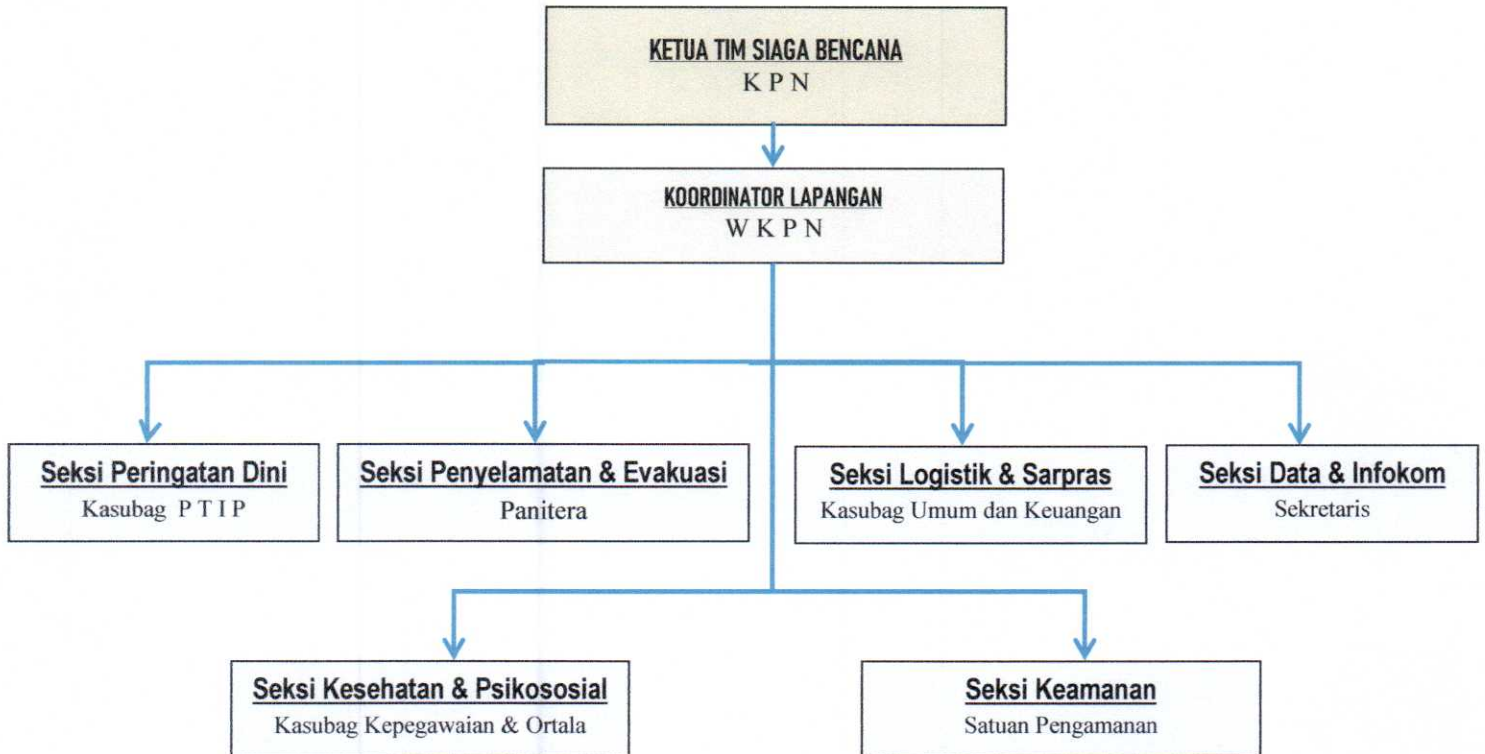 KETUA TIM SIAGA BENCANA
K P N
KOORDINATOR LAPANGAN
W K P N
Seksi Peringatan Dini
Kasubag P T I P
Seksi Penyelamatan & Evakuasi
Panitera
Seksi Logistik & Sarpras
Kasubag Umum dan Keuangan
Seksi Data & Infokom
Sekretaris
Seksi Kesehatan & Psikososial
Kasubag Kepegawaian & Ortala
Seksi Keamanan
Satuan Pengamanan